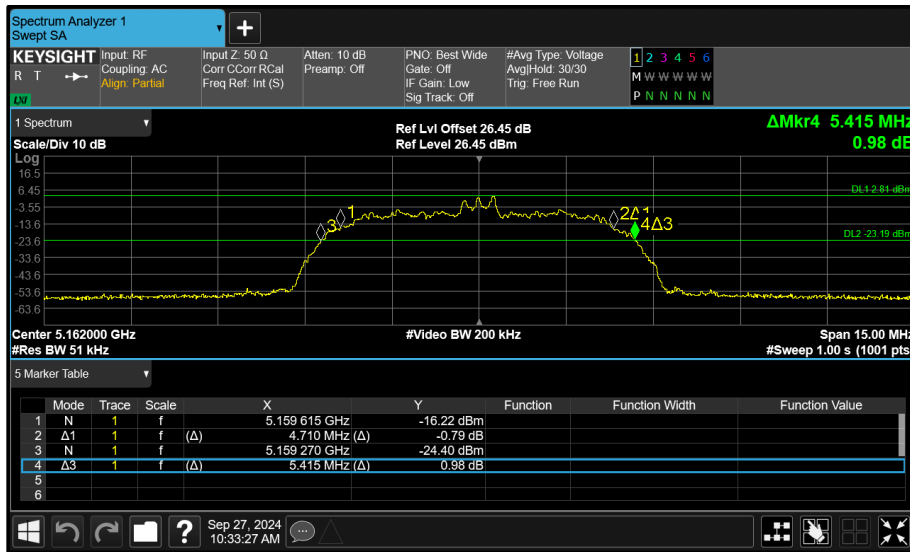 Spectrum Analyzer 1
Swept SA
+
KEYSIGHT Input: RF Input Z: 50 Ω Atten: 10 dB PNO: Best Wide #Avg Type: Voltage 1 2 3 4 5 6
R T Coupling: AC Corr CCorr RCal Preamp: Off Gate: Off Avg|Hold: 30/30 M W W W W W
Align: Partial Freq Ref: Int (S) IF Gain: Low Trig: Free Run P N N N N N
LXI Sig Track: Off
1 Spectrum Ref Lvl Offset 26.45 dB ΔMkr4 5.415 MHz
Scale/Div 10 dB Ref Level 26.45 dBm 0.98 dB
Log
16.5
6.45
DL1 2.81 dBm
-3.55
1 2Δ1
-13.6
3 4Δ3
-23.6
DL2 -23.19 dBm
-33.6
-43.6
-53.6
-63.6
Center 5.162000 GHz #Video BW 200 kHz Span 15.00 MHz
#Res BW 51 kHz #Sweep 1.00 s (1001 pts
5 Marker Table
Mode Trace Scale X Y Function Function Width Function Value
1 N 1 f 5.159 615 GHz -16.22 dBm
2 Δ1 1 f (Δ) 4.710 MHz (Δ) -0.79 dB
3 N 1 f 5.159 270 GHz -24.40 dBm
4 Δ3 1 f (Δ) 5.415 MHz (Δ) 0.98 dB
5
6
? Sep 27, 2024
10:33:27 AM